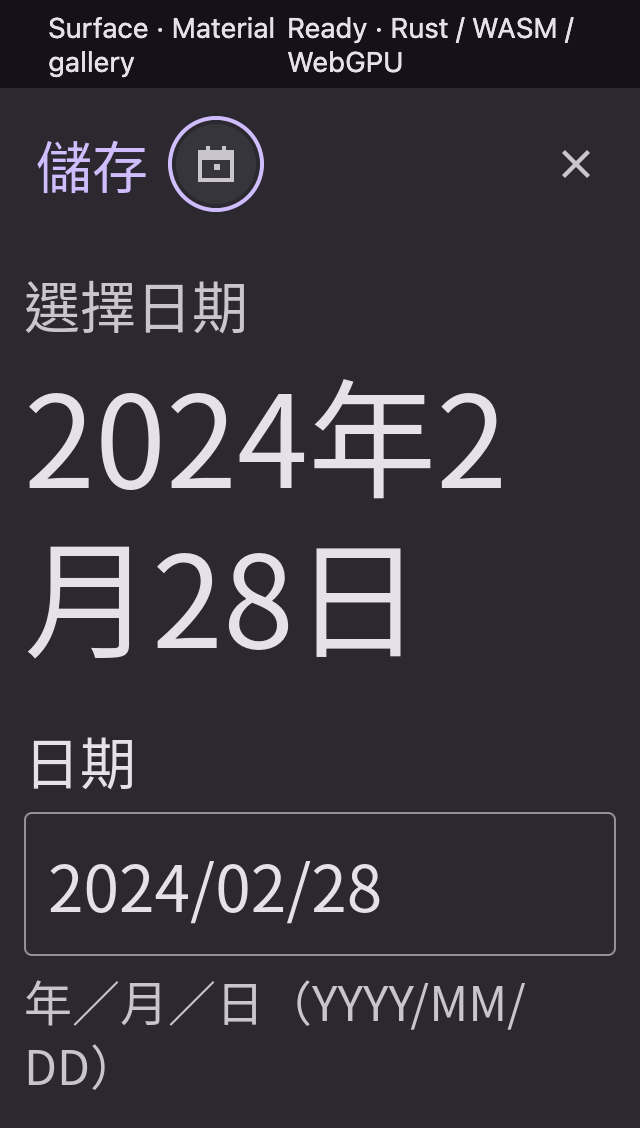 Surface · Material gallery
Ready · Rust / WASM / WebGPU
儲存
選擇日期
2024年2
月28日
日期
2024/02/28
年／月／日（YYYY/MM/
DD）